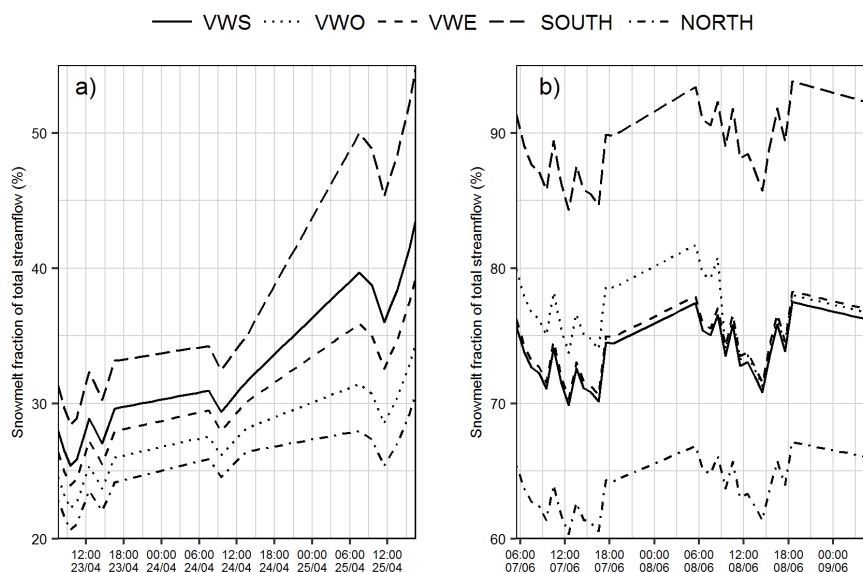 VWS VWO VWE SOUTH NORTH
a)
b)
Snowmelt fraction of total streamflow (%)
50
40
30
20
12:00 18:00 00:00 06:00 12:00 18:00 00:00 06:00 12:00
23/04 23/04 24/04 24/04 24/04 24/04 25/04 25/04 25/04
Snowmelt fraction of total streamflow (%)
90
80
70
60
06:00 12:00 18:00 00:00 06:00 12:00 18:00 00:00
07/06 07/06 07/06 08/06 08/06 08/06 08/06 09/06